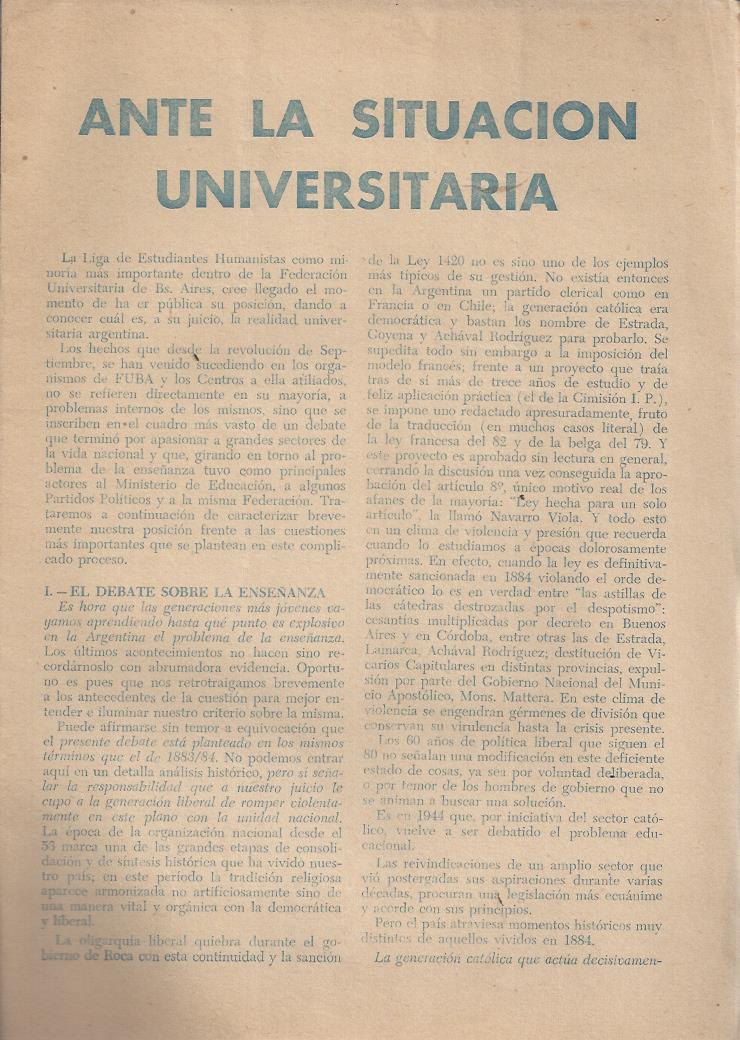 ANTE LA SITUACION
UNIVERSITARIA
La Liga de Estudiantes Humanistas como mi-
noría más importante dentro de la Federación
Universitaria de Bs. Aires, cree llegado el mo-
mento de ha er pública su posición, dando a
conocer cuál es, a su juicio, la realidad univer-
sitaria argentina.
Los hechos que desde la revolución de Sep-
tiembre, se han venido sucediendo en los orga-
nismos de FUBA y los Centros a ella afiliados,
no se refieren directamente en su mayoría, a
problemas internos de los mismos, sino que se
inscriben en el cuadro más vasto de un debate
que terminó por apasionar a grandes sectores de
la vida nacional y que, girando en torno al pro-
blema de la enseñanza tuvo como principales
actores al Ministerio de Educación, a algunos
Partidos Políticos y a la misma Federación. Tra-
taremos a continuación de caracterizar breve-
mente nuestra posición frente a las cuestiones
más importantes que se plantean en este compli-
cado proceso.
I. — EL DEBATE SOBRE LA ENSEÑANZA
Es hora que las generaciones más jóvenes va-
yamos aprendiendo hasta qué punto es explosivo
en la Argentina el problema de la enseñanza.
Los últimos acontecimientos no hacen sino re-
cordárnoslo con abrumadora evidencia. Oportu-
no es pues que nos retrotraigamos brevemente
a los antecedentes de la cuestión para mejor en-
tender e iluminar nuestro criterio sobre la misma.
Puede afirmarse sin temor a equivocación que
el presente debate está planteado en los mismos
términos que el de 1883/84. No podemos entrar
aquí en un detalla análisis histórico, pero sí seña-
lar la responsabilidad que a nuestro juicio le
cupo a la generación liberal de romper violenta-
mente en este plano con la unidad nacional.
La época de la organización nacional desde el
53 marca una de las grandes etapas de consoli-
dación y de síntesis histórica que ha vivido nues-
tro país; en este período la tradición religiosa
aparece armonizada no artificiosamente sino de
una manera vital y orgánica con la democrática
y liberal.
La oligarquía liberal quiebra durante el go-
bierno de Roca con esta continuidad y la sanción
de la Ley 1420 no es sino uno de los ejemplos
más típicos de su gestión. No existía entonces
en la Argentina un partido clerical como en
Francia o en Chile; la generación católica era
democrática y bastan los nombre de Estrada,
Goyena y Achával Rodríguez para probarlo. Se
supedita todo sin embargo a la imposición del
modelo francés; frente a un proyecto que traía
tras de sí más de trece años de estudio y de
feliz aplicación práctica (el de la Cimisión I. P.),
se impone uno redactado apresuradamente, fruto
de la traducción (en muchos casos literal) de
la ley francesa del 82 y de la belga del 79. Y
este proyecto es aprobado sin lectura en general,
cerrando la discusión una vez conseguida la apro-
bación del artículo 8º, único motivo real de los
afanes de la mayoría: "Ley hecha para un solo
artículo", la llamó Navarro Viola. Y todo esto
en un clima de violencia y presión que recuerda
cuando lo estudiamos a épocas dolorosamente
próximas. En efecto, cuando la ley es definitiva-
mente sancionada en 1884 violando el orde de-
mocrático lo es en verdad entre "las astillas de
las cátedras destrozadas por el despotismo":
cesantías multiplicadas por decreto en Buenos
Aires y en Córdoba, entre otras las de Estrada,
Lamarca, Achával Rodríguez; destitución de Vi-
carios Capitulares en distintas provincias, expul-
sión por parte del Gobierno Nacional del Muni-
cio Apostólico, Mons. Mattera. En este clima de
violencia se engendran gérmenes de división que
conservan su virulencia hasta la crisis presente.
Los 60 años de política liberal que siguen el
80 no señalan una modificación en este deficiente
estado de cosas, ya sea por voluntad deliberada,
o por temor de los hombres de gobierno que no
se animan a buscar una solución.
Es en 1944 que, por iniciativa del sector cató-
lico, vuelve a ser debatido el problema edu-
cacional.
Las reivindicaciones de un amplio sector que
vió postergadas sus aspiraciones durante varias
décadas, procuran una legislación más ecuánime
y acorde con sus principios.
Pero el país atraviesa momentos históricos muy
distintos de aquellos vividos en 1884.
La generación católica que actúa decisivamen-